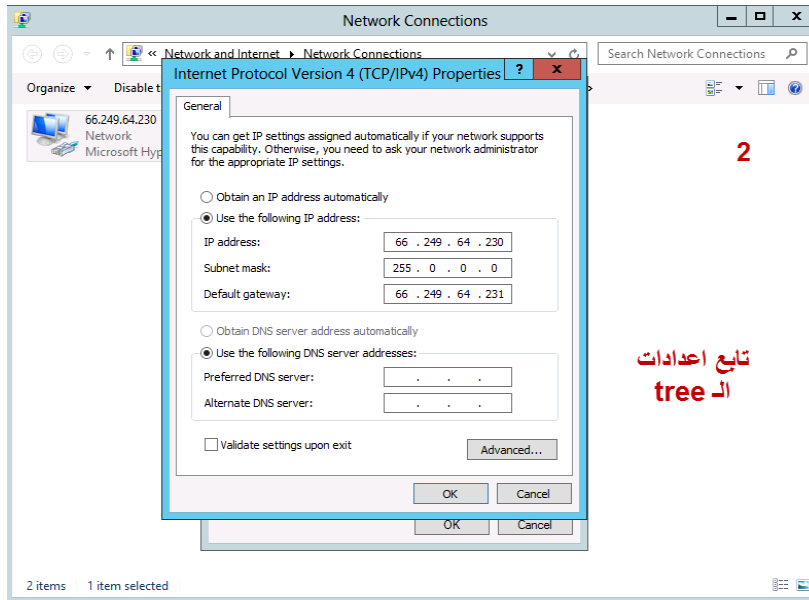 Network Connections
« Network and Internet Network Connections
Search Network Connections
Organize
Disable t
66.249.64.230
Network
Microsoft Hyp
Internet Protocol Version 4 (TCP/IPv4) Properties
?
x
General
You can get IP settings assigned automatically if your network supports
this capability. Otherwise, you need to ask your network administrator
for the appropriate IP settings.
Obtain an IP address automatically
Use the following IP address:
IP address: 66 . 249 . 64 . 230
Subnet mask: 255 . 0 . 0 . 0
Default gateway: 66 . 249 . 64 . 231
Obtain DNS server address automatically
Use the following DNS server addresses:
Preferred DNS server: . . .
Alternate DNS server: . . .
Validate settings upon exit
Advanced...
OK Cancel
OK Cancel
2
تابع اعدادات
الـ tree
2 items 1 item selected